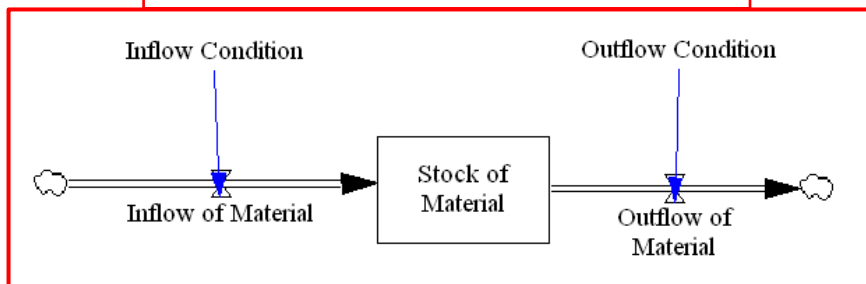 Inflow Condition
Outflow Condition
Stock of
Material
Inflow of Material
Outflow of
Material